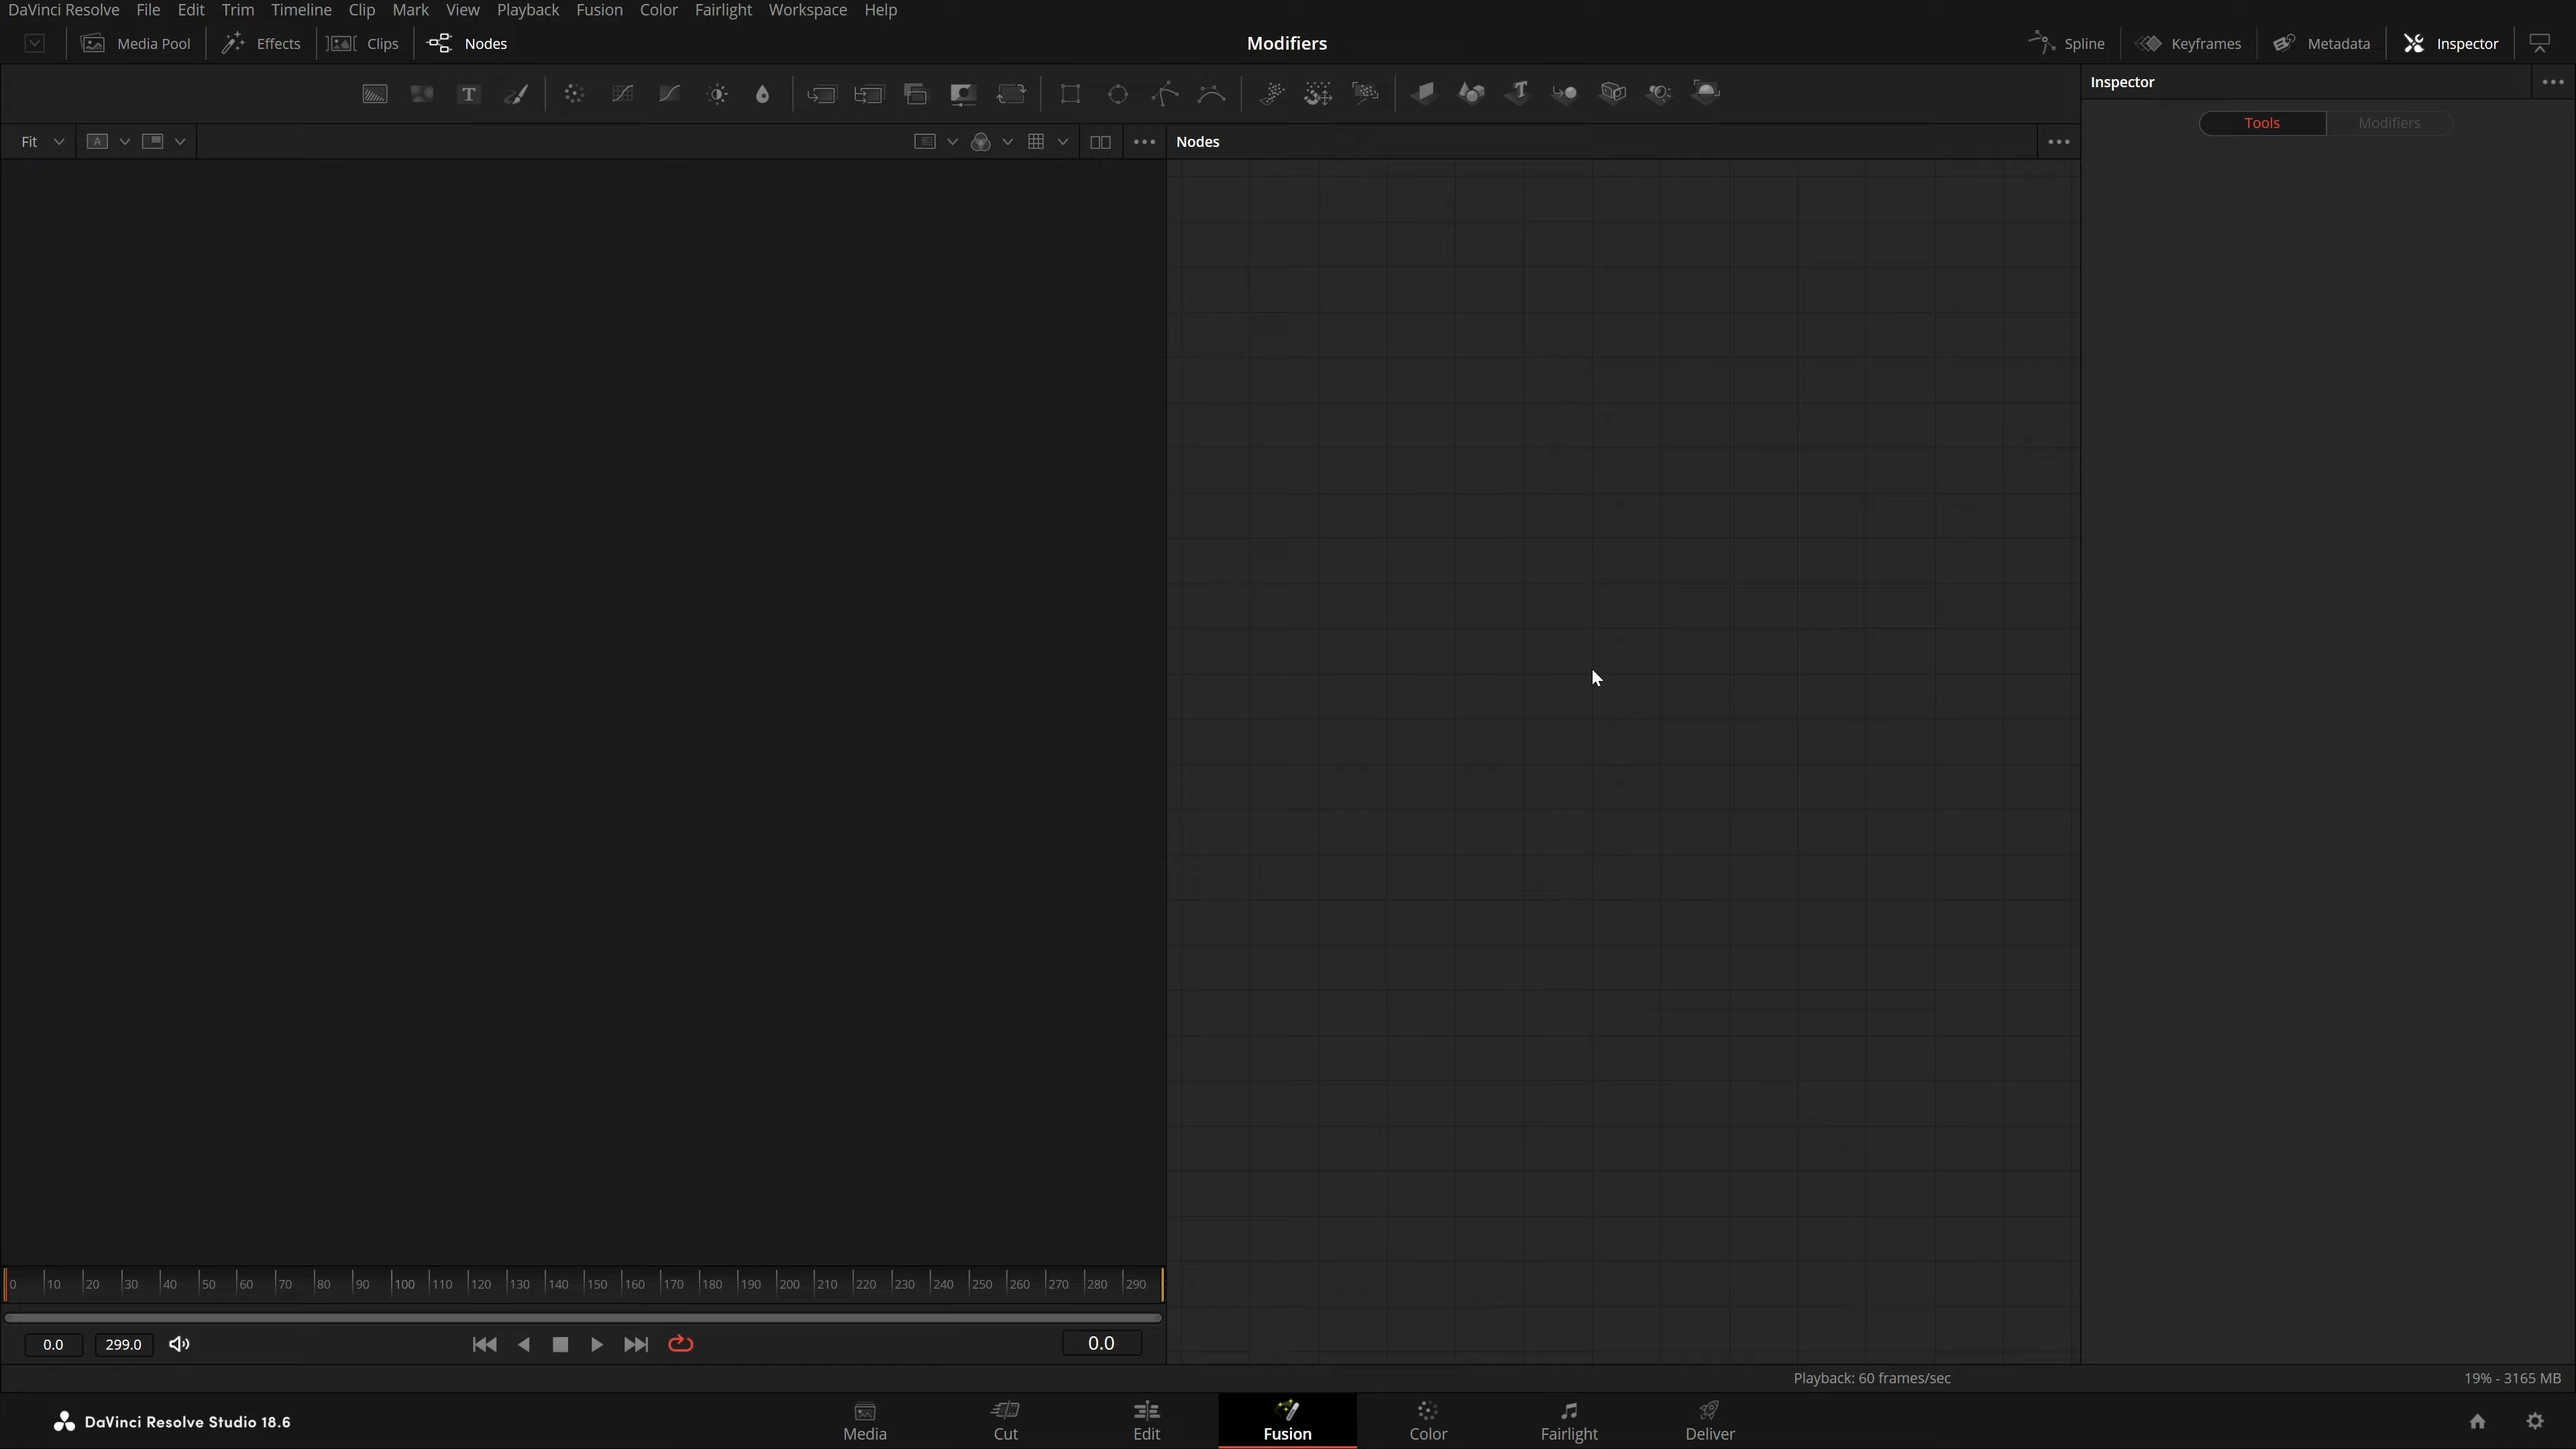 DaVinci Resolve File Edit Trim Timeline Clip Mark View Playback Fusion Color Fairlight Workspace Help
Media Pool Effects Clips Nodes Modifiers Spline Keyframes Metadata Inspector
Inspector
Tools Modifiers
Fit A Nodes
0 10 20 30 40 50 60 70 80 90 100 110 120 130 140 150 160 170 180 190 200 210 220 230 240 250 260 270 280 290
0.0 299.0 0.0
Playback: 60 frames/sec 19% - 3165 MB
DaVinci Resolve Studio 18.6 Media Cut Edit Fusion Color Fairlight Deliver